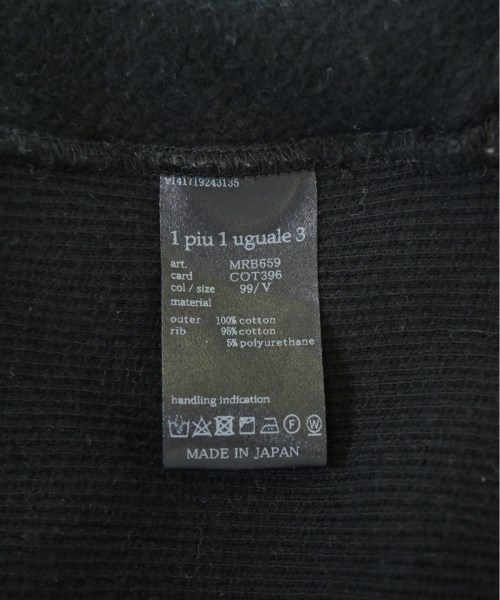 9141719243135
1 piu 1 uguale 3
art. MRB659
card COT396
col / size 99/V
material
outer 100% cotton
rib 95% cotton
5% polyurethane
handling indication
F W
MADE IN JAPAN